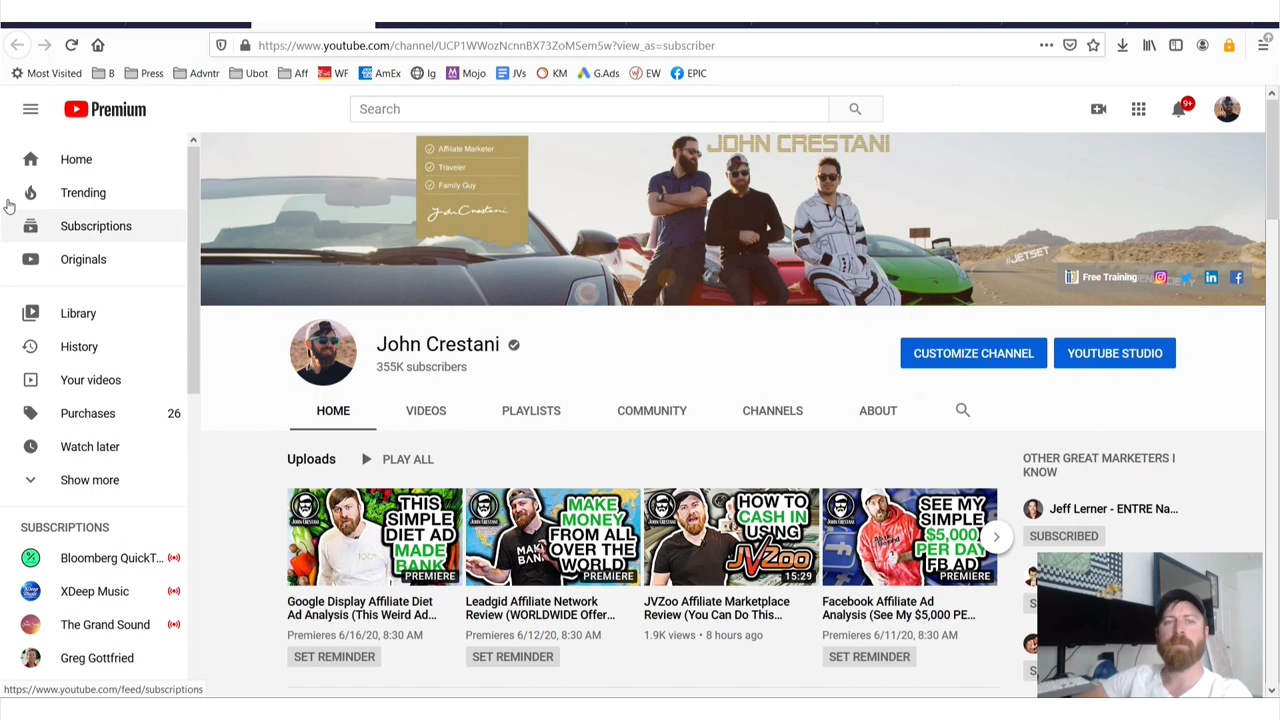 https://www.youtube.com/channel/UCP1WWozNcnnBX73ZoMSem5w?view_as=subscriber
Most Visited B Press Advntr Ubot Aff WF AmEx Ig Mojo JVs KM G.Ads EW EPIC
Premium
Search
9+
Home
Trending
Subscriptions
Originals
Library
History
Your videos
Purchases 26
Watch later
Show more
SUBSCRIPTIONS
Bloomberg QuickT...
XDeep Music
The Grand Sound
Greg Gottfried
https://www.youtube.com/feed/subscriptions
JOHN CRESTANI
Affiliate Marketer
Traveler
Family Guy
John Crestani
#JETSET
Free Training
John Crestani
355K subscribers
CUSTOMIZE CHANNEL
YOUTUBE STUDIO
HOME VIDEOS PLAYLISTS COMMUNITY CHANNELS ABOUT
Uploads PLAY ALL
JOHN CRESTANI
THIS
SIMPLE
DIET AD
MADE
BANK
PREMIERE
Google Display Affiliate Diet
Ad Analysis (This Weird Ad...
Premieres 6/16/20, 8:30 AM
SET REMINDER
JOHN CRESTANI
MAKE
MONEY
FROM ALL
OVER THE
WORLD
PREMIERE
Leadgid Affiliate Network
Review (WORLDWIDE Offer...
Premieres 6/12/20, 8:30 AM
SET REMINDER
JOHN CRESTANI
HOW TO
CASH IN
USING
JVZoo
15:29
JVZoo Affiliate Marketplace
Review (You Can Do This...
1.9K views • 8 hours ago
JOHN CRESTANI
SEE MY
SIMPLE
$5,000
PER DAY
FB AD
PREMIERE
Facebook Affiliate Ad
Analysis (See My $5,000 PE...
Premieres 6/11/20, 8:30 AM
SET REMINDER
OTHER GREAT MARKETERS I
KNOW
Jeff Lerner - ENTRE Na...
SUBSCRIBED
S
S